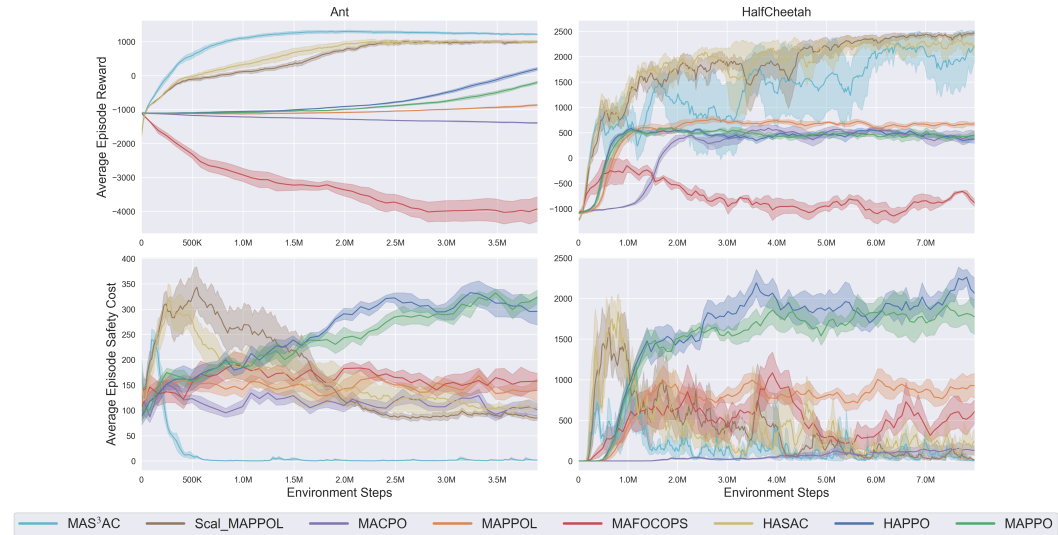 Ant
HalfCheetah
Average Episode Reward
1000
0
−1000
−2000
−3000
−4000
0 500K 1.0M 1.5M 2.0M 2.5M 3.0M 3.5M
2500
2000
1500
1000
500
0
−500
−1000
0 1.0M 2.0M 3.0M 4.0M 5.0M 6.0M 7.0M
Average Episode Safety Cost
400
350
300
250
200
150
100
50
0
0 500K 1.0M 1.5M 2.0M 2.5M 3.0M 3.5M
Environment Steps
2500
2000
1500
1000
500
0
0 1.0M 2.0M 3.0M 4.0M 5.0M 6.0M 7.0M
Environment Steps
MAS³AC Scal_MAPPOL MACPO MAPPOL MAFOCOPS HASAC HAPPO MAPPO